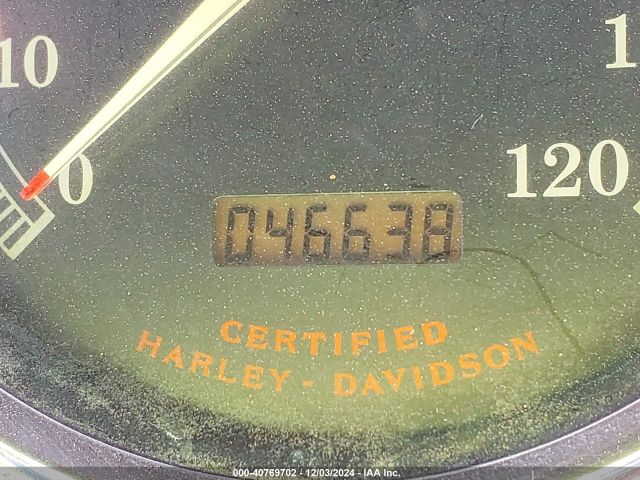 10
0
1
120
046638
CERTIFIED
HARLEY - DAVIDSON
000-40769702 - 12/03/2024 - IAA Inc.